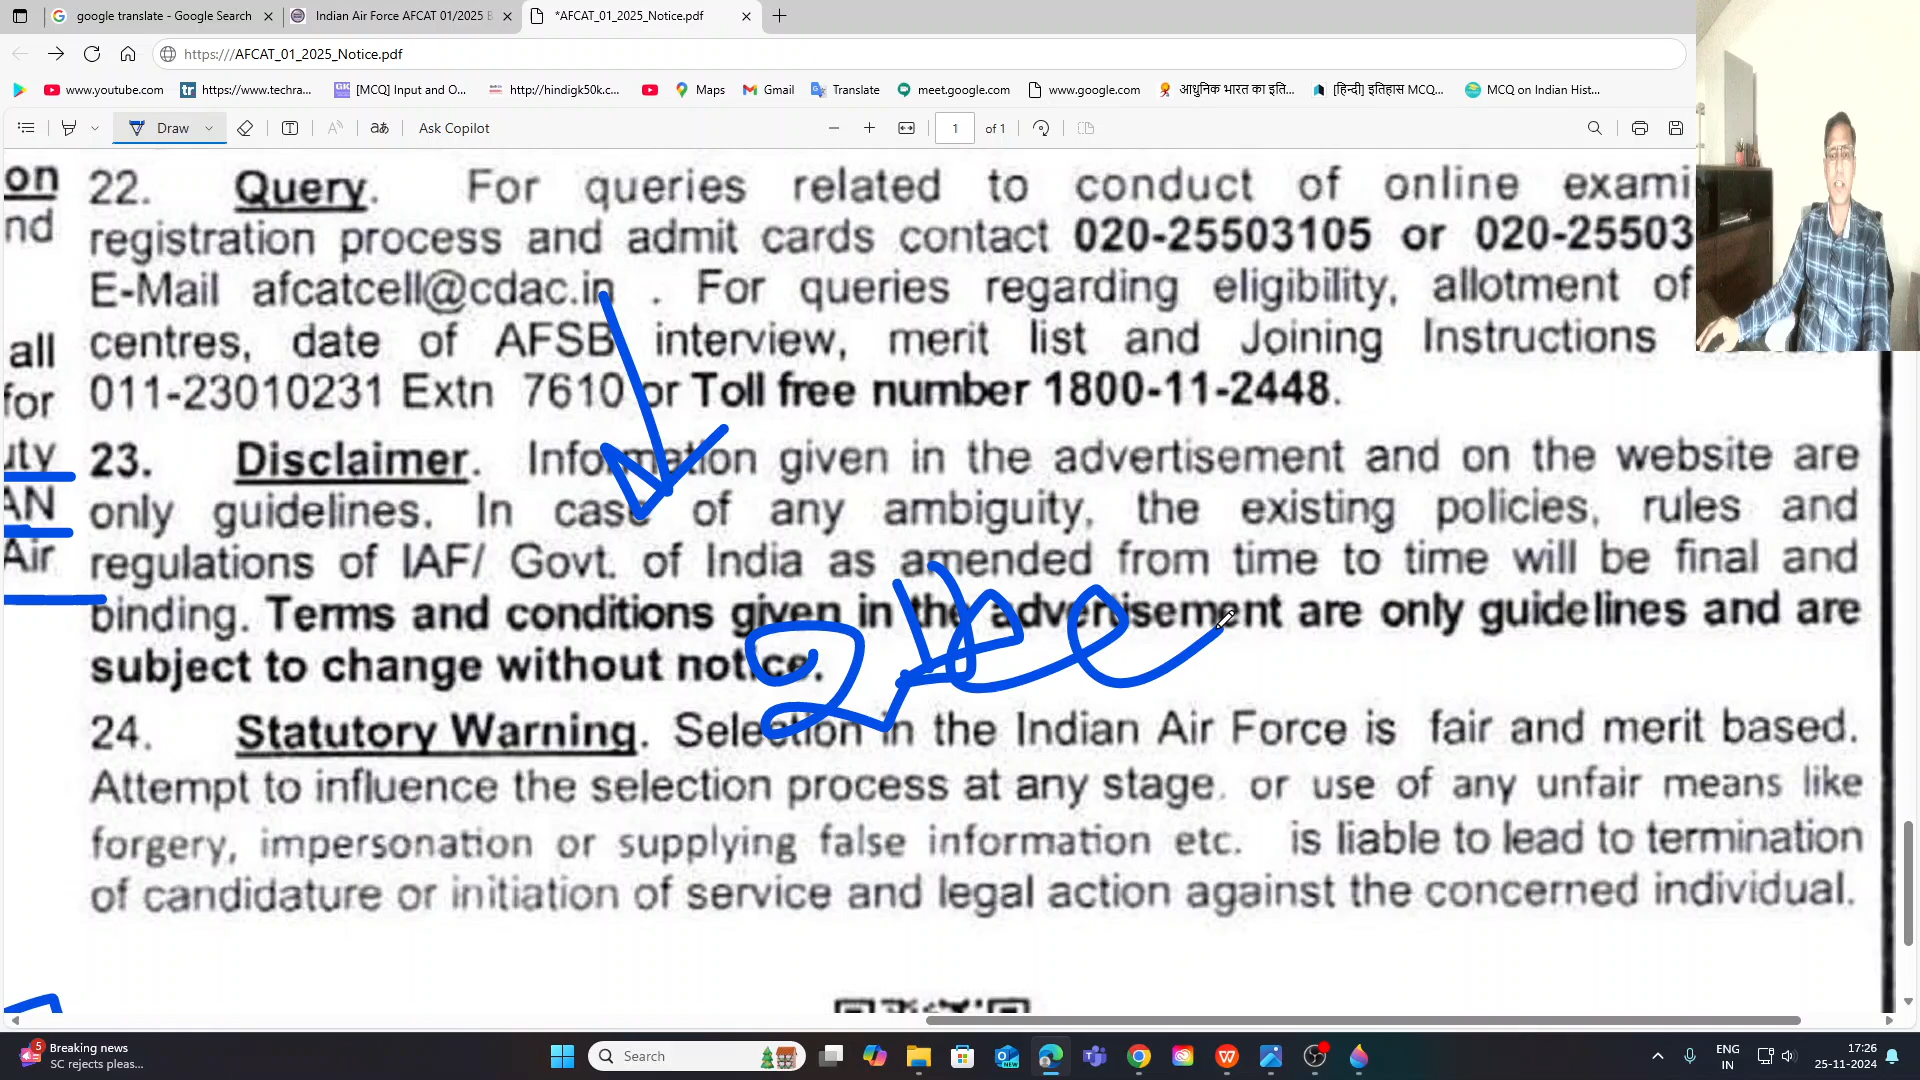 google translate - Google Search
Indian Air Force AFCAT 01/2025
*AFCAT_01_2025_Notice.pdf
https:///AFCAT_01_2025_Notice.pdf
www.youtube.com
https://www.techra...
[MCQ] Input and O...
http://hindigk50k.c...
Maps
Gmail
Translate
meet.google.com
www.google.com
आधुनिक भारत का इति...
[हिन्दी] इतिहास MCQ...
MCQ on Indian Hist...
Draw
Ask Copilot
1 of 1
on
nd
all
for
uty
AN
Air
22. Query. For queries related to conduct of online exami
registration process and admit cards contact 020-25503105 or 020-25503
E-Mail afcatcell@cdac.in . For queries regarding eligibility, allotment of
centres, date of AFSB interview, merit list and Joining Instructions
011-23010231 Extn 7610 or Toll free number 1800-11-2448.
23. Disclaimer. Information given in the advertisement and on the website are
only guidelines. In case of any ambiguity, the existing policies, rules and
regulations of IAF/ Govt. of India as amended from time to time will be final and
binding. Terms and conditions given in the advertisement are only guidelines and are
subject to change without notice.
24. Statutory Warning. Selection in the Indian Air Force is fair and merit based.
Attempt to influence the selection process at any stage. or use of any unfair means like
forgery, impersonation or supplying false information etc. is liable to lead to termination
of candidature or initiation of service and legal action against the concerned individual.
5
Breaking news
SC rejects pleas...
Search
ENG
IN
17:26
25-11-2024